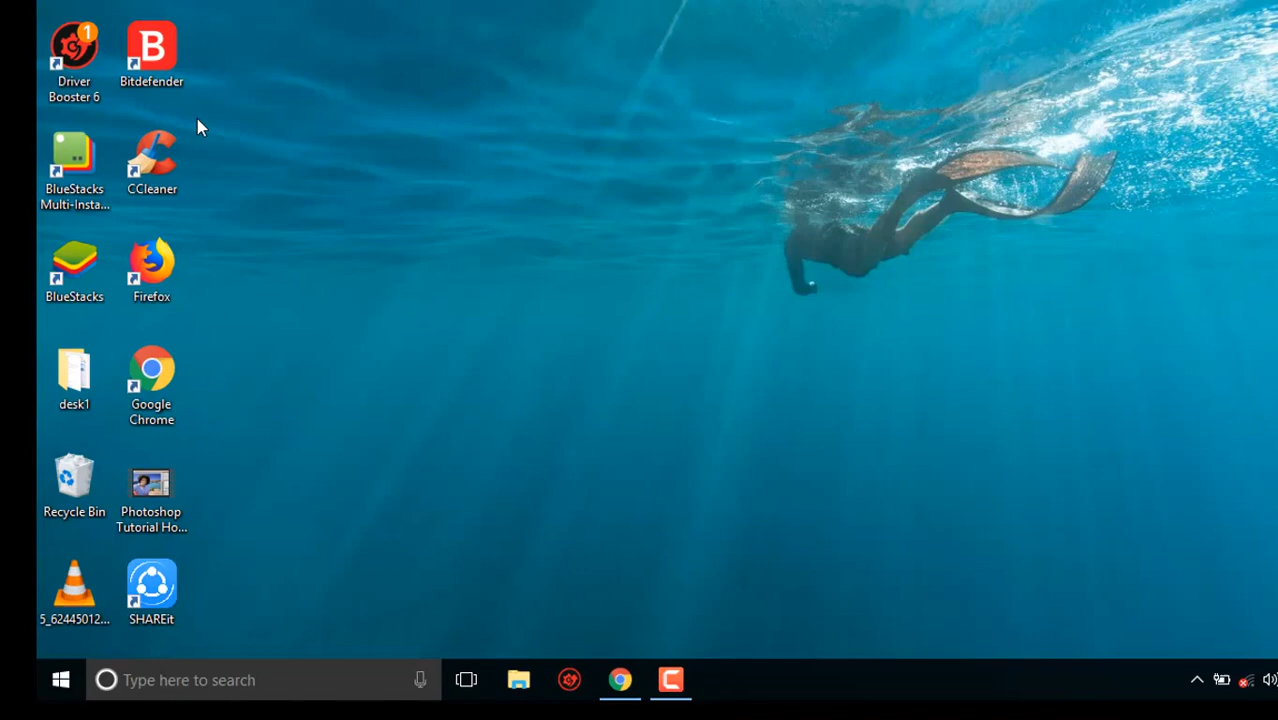 1
Driver
Booster 6
B
Bitdefender
BlueStacks
Multi-Insta...
CCleaner
BlueStacks
Firefox
desk1
Google
Chrome
Recycle Bin
Photoshop
Tutorial Ho...
5_62445012...
SHAREit
Type here to search